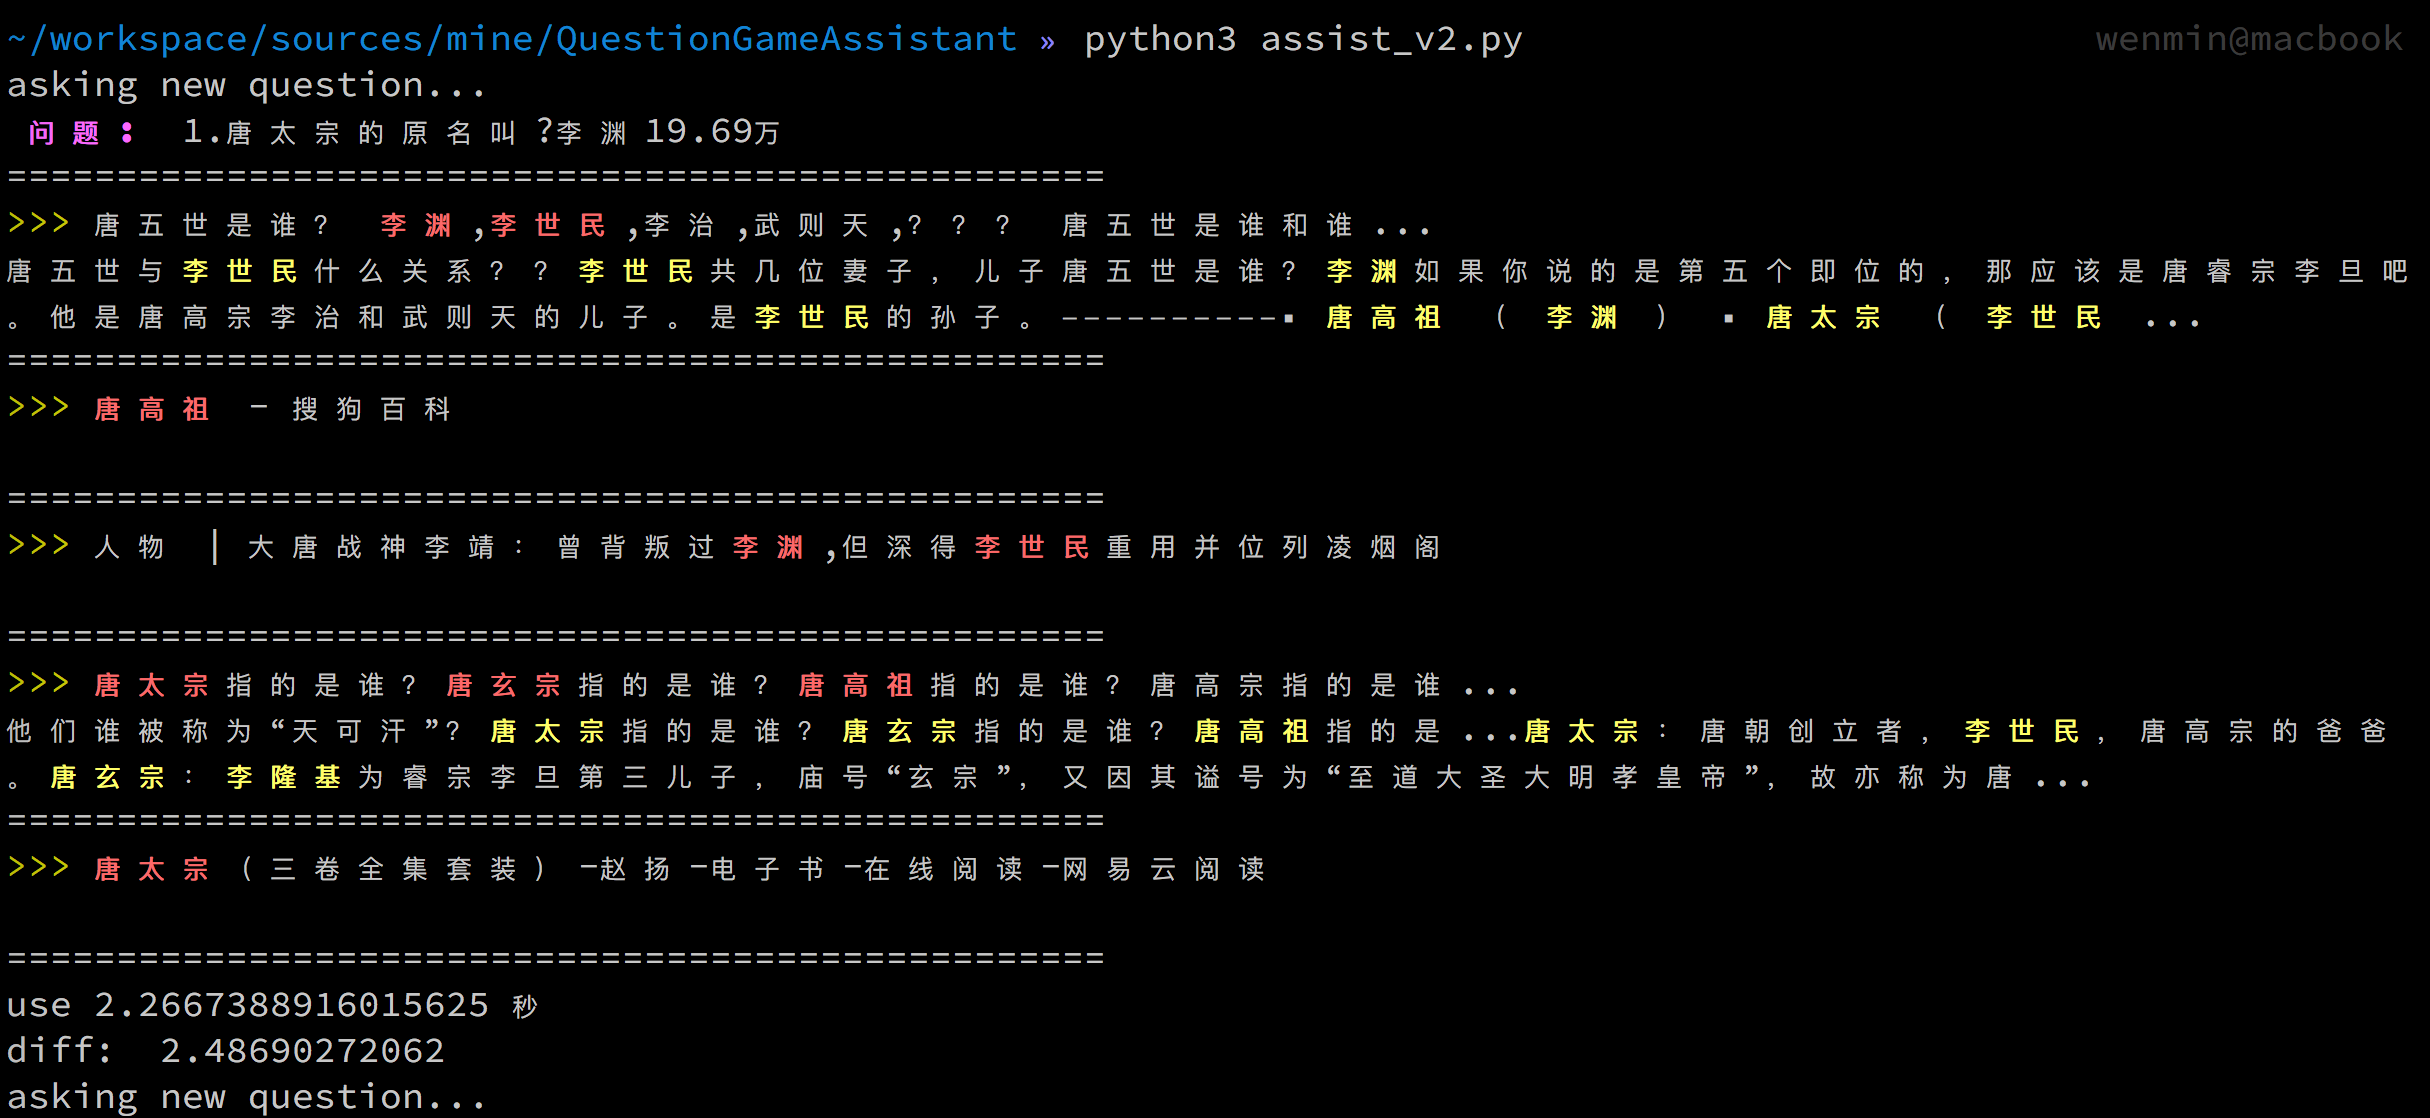 ~/workspace/sources/mine/QuestionGameAssistant » python3 assist_v2.py wenmin@macbook
asking new question...
问题: 1.唐太宗的原名叫?李渊19.69万
==================================================
>>> 唐五世是谁? 李渊,李世民,李治,武则天,??? 唐五世是谁和谁...
唐五世与李世民什么关系??李世民共几位妻子,儿子唐五世是谁?李渊如果你说的是第五个即位的,那应该是唐睿宗李旦吧
。他是唐高宗李治和武则天的儿子。是李世民的孙子。----------▪ 唐高祖 (李渊) ▪ 唐太宗 (李世民 ...
==================================================
>>> 唐高祖 - 搜狗百科
==================================================
>>> 人物 | 大唐战神李靖:曾背叛过李渊,但深得李世民重用并位列凌烟阁
==================================================
>>> 唐太宗指的是谁?唐玄宗指的是谁?唐高祖指的是谁?唐高宗指的是谁...
他们谁被称为“天可汗”?唐太宗指的是谁?唐玄宗指的是谁?唐高祖指的是...唐太宗:唐朝创立者,李世民,唐高宗的爸爸
。唐玄宗:李隆基为睿宗李旦第三儿子,庙号“玄宗”,又因其谥号为“至道大圣大明孝皇帝”,故亦称为唐...
==================================================
>>> 唐太宗(三卷全集套装)-赵扬-电子书-在线阅读-网易云阅读
==================================================
use 2.2667388916015625 秒
diff:  2.48690272062
asking new question...